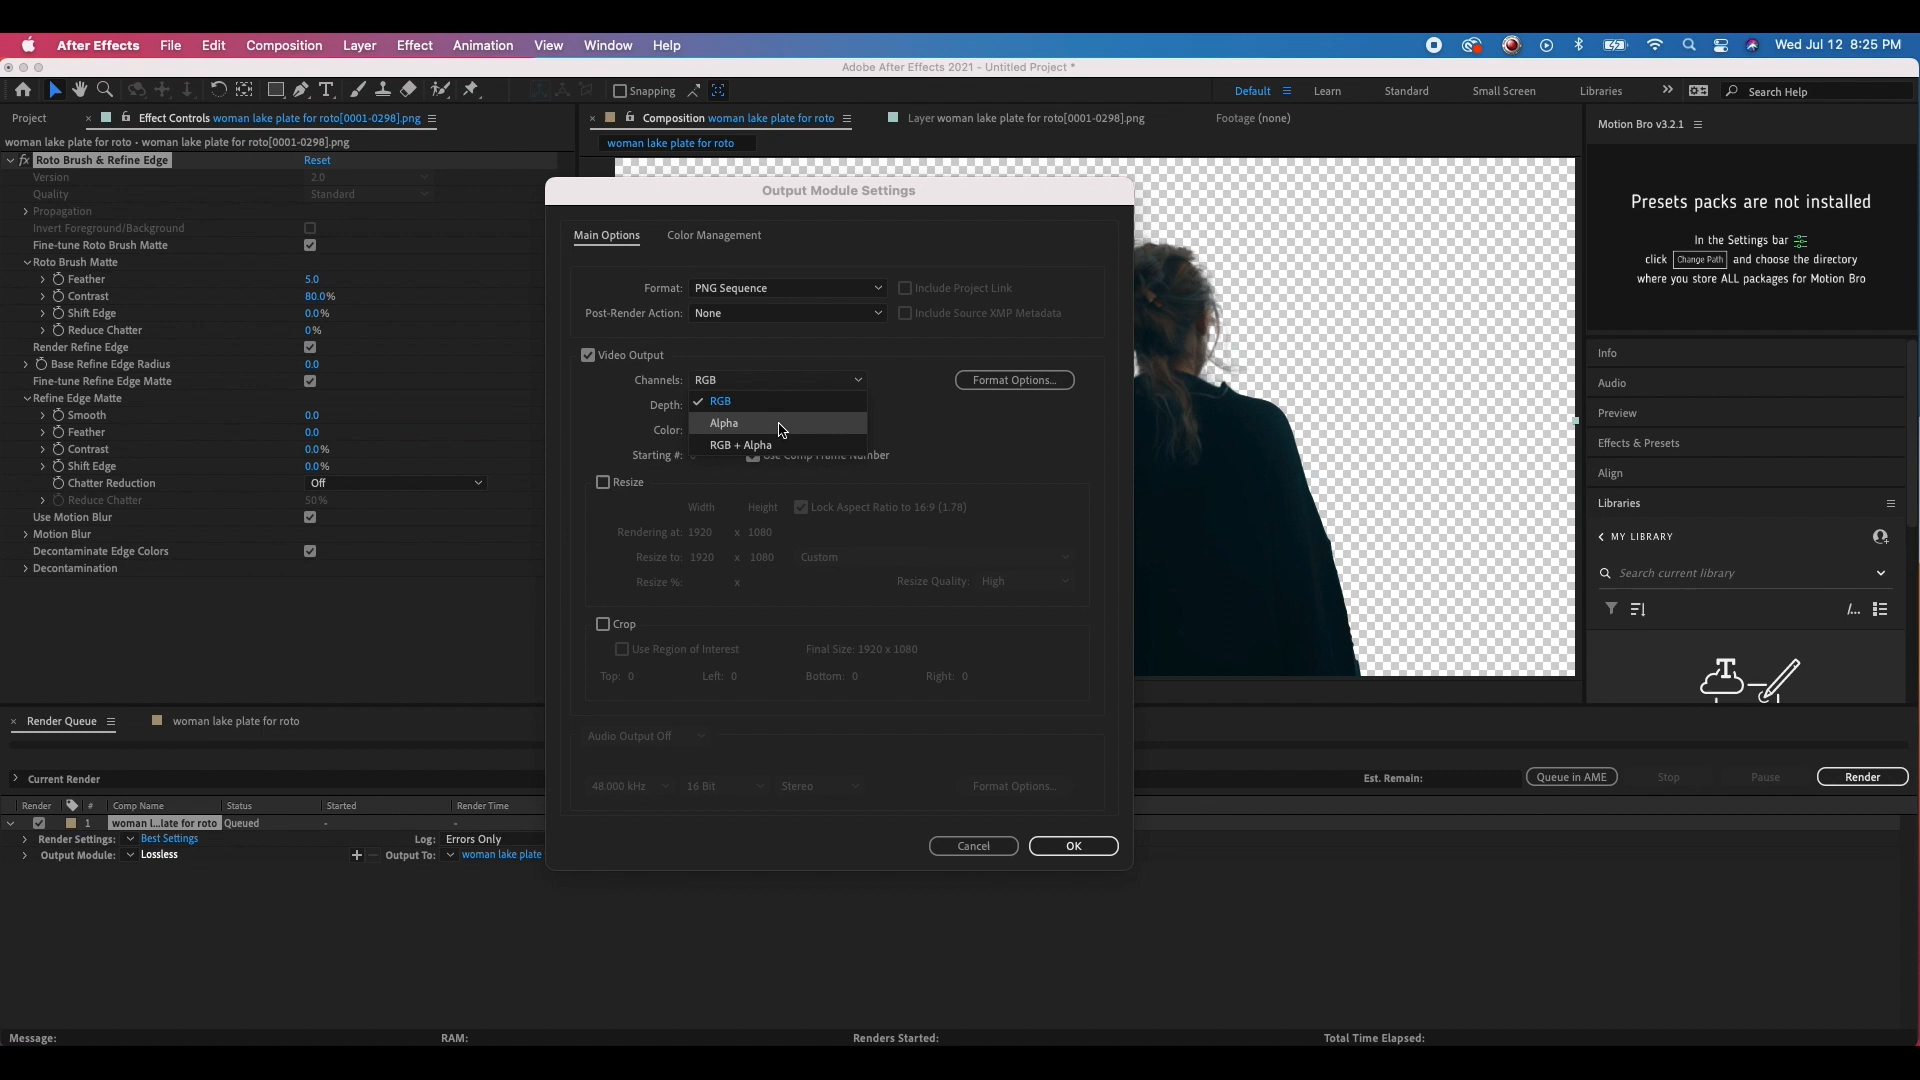 After Effects File Edit Composition Layer Effect Animation View Window Help Wed Jul 12 8:25 PM
Adobe After Effects 2021 - Untitled Project *
Snapping Default Learn Standard Small Screen Libraries Search Help
Project Effect Controls woman lake plate for roto[0001-0298].png
woman lake plate for roto • woman lake plate for roto[0001-0298].png
fx Roto Brush & Refine Edge Reset
Version 2.0
Quality Standard
Propagation
Invert Foreground/Background
Fine-tune Roto Brush Matte
Roto Brush Matte
Feather 5.0
Contrast 80.0%
Shift Edge 0.0%
Reduce Chatter 0%
Render Refine Edge
Base Refine Edge Radius 0.0
Fine-tune Refine Edge Matte
Refine Edge Matte
Smooth 0.0
Feather 0.0
Contrast 0.0%
Shift Edge 0.0%
Chatter Reduction Off
Reduce Chatter 50%
Use Motion Blur
Motion Blur
Decontaminate Edge Colors
Decontamination
Composition woman lake plate for roto Layer woman lake plate for roto[0001-0298].png Footage (none)
woman lake plate for roto
Output Module Settings
Main Options Color Management
Format: PNG Sequence Include Project Link
Post-Render Action: None Include Source XMP Metadata
Video Output
Channels: RGB Format Options...
RGB
Depth:
Alpha
Color:
RGB + Alpha
Starting #: Use Comp Frame Number
Resize
Width Height Lock Aspect Ratio to 16:9 (1.78)
Rendering at: 1920 x 1080
Resize to: 1920 x 1080 Custom
Resize %: x Resize Quality: High
Crop
Use Region of Interest Final Size: 1920 x 1080
Top: 0 Left: 0 Bottom: 0 Right: 0
Audio Output Off
48.000 kHz 16 Bit Stereo Format Options...
Cancel OK
Motion Bro v3.2.1
Presets packs are not installed
In the Settings bar
click Change Path and choose the directory
where you store ALL packages for Motion Bro
Info
Audio
Preview
Effects & Presets
Align
Libraries
MY LIBRARY
Search current library
Render Queue woman lake plate for roto
Current Render Est. Remain: Queue in AME Stop Pause Render
Render # Comp Name Status Started Render Time
1 woman l...late for roto Queued - -
Render Settings: Best Settings Log: Errors Only
Output Module: Lossless Output To: woman lake plate
Message: RAM: Renders Started: Total Time Elapsed: